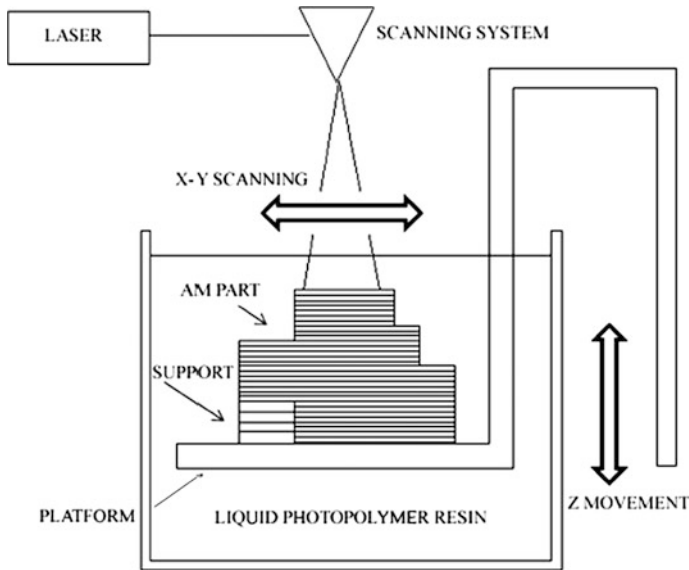 LASER
SCANNING SYSTEM
X-Y SCANNING
AM PART
SUPPORT
PLATFORM
LIQUID PHOTOPOLYMER RESIN
Z MOVEMENT